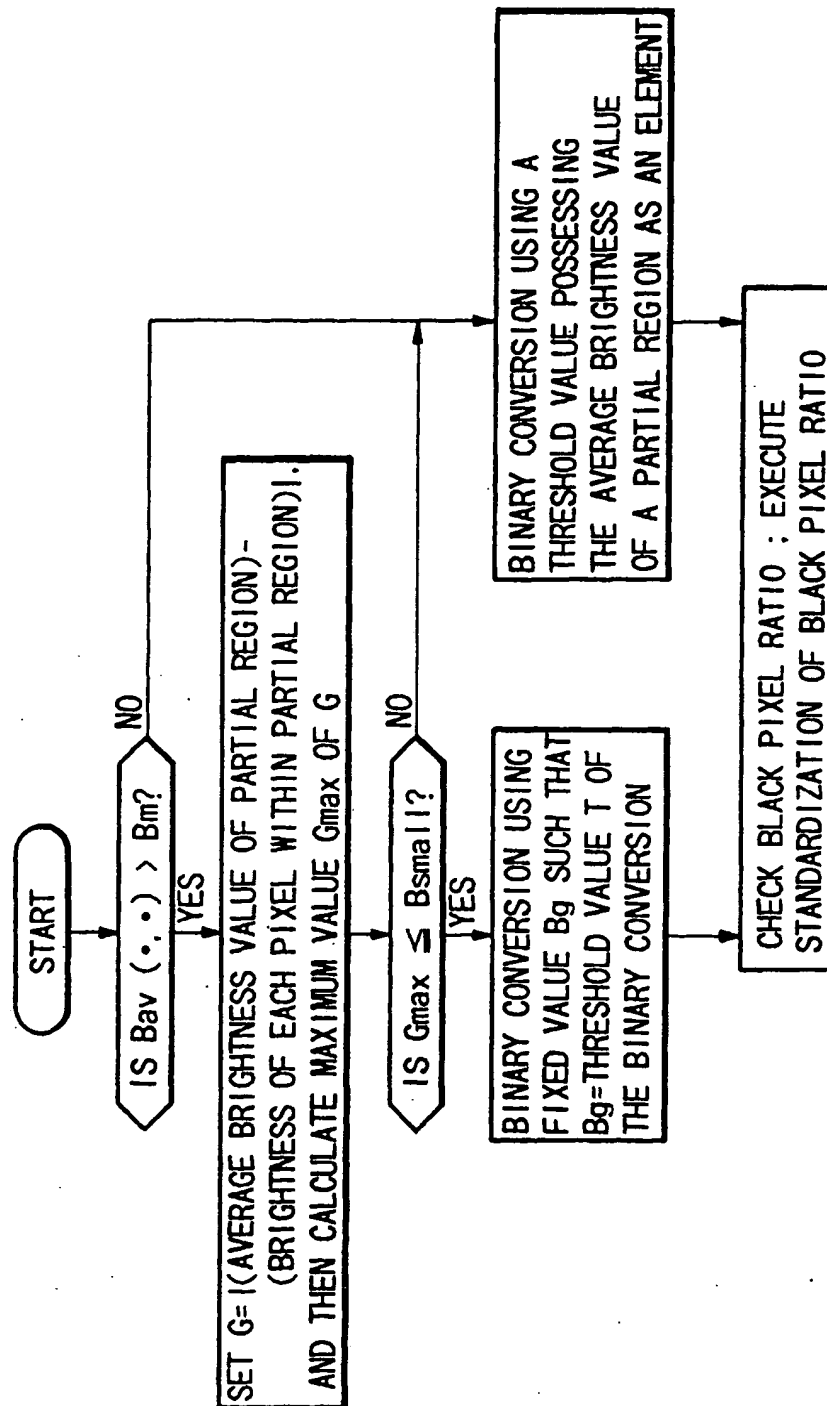 START
IS Bav (•, •) > Bm?
NO
YES
SET G=|(AVERAGE BRIGHTNESS VALUE OF PARTIAL REGION)-
(BRIGHTNESS OF EACH PIXEL WITHIN PARTIAL REGION)|.
AND THEN CALCULATE MAXIMUM VALUE Gmax OF G
IS Gmax ≦ Bsmall?
NO
YES
BINARY CONVERSION USING
FIXED VALUE Bg SUCH THAT
Bg=THRESHOLD VALUE T OF
THE BINARY CONVERSION
BINARY CONVERSION USING A
THRESHOLD VALUE POSSESSING
THE AVERAGE BRIGHTNESS VALUE
OF A PARTIAL REGION AS AN ELEMENT
CHECK BLACK PIXEL RATIO ; EXECUTE
STANDARDIZATION OF BLACK PIXEL RATIO